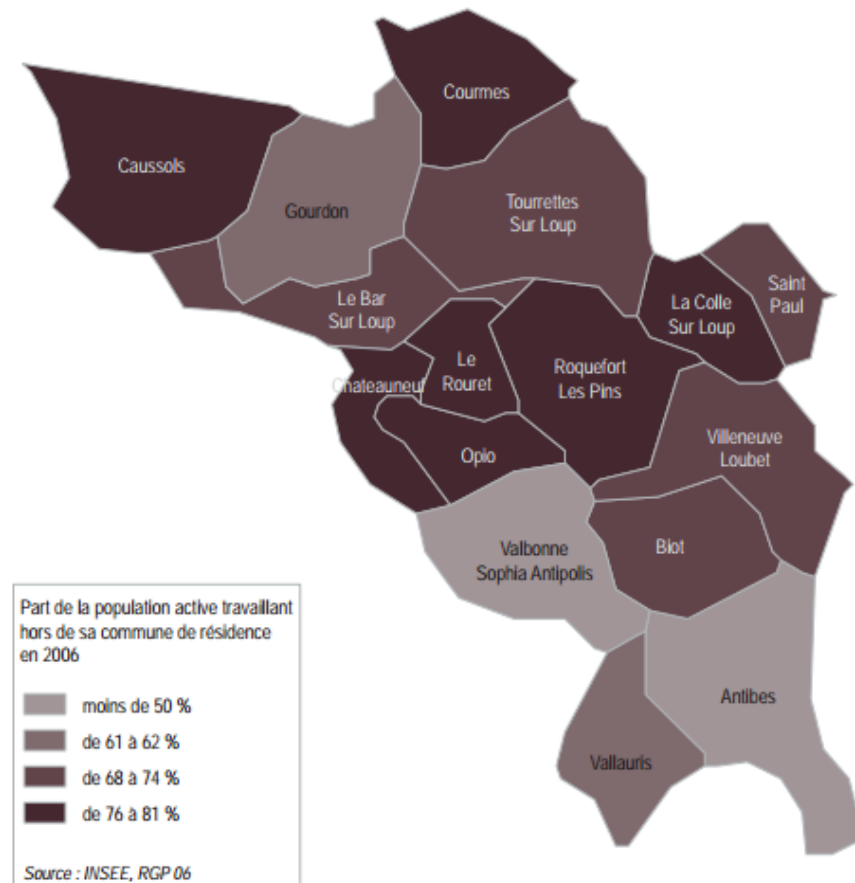 Courmes
Caussols
Gourdon
Tourrettes
Sur Loup
Le Bar
Sur Loup
La Colle
Sur Loup
Saint
Paul
Chateauneuf
Le
Rouret
Roquefort
Les Pins
Opio
Villeneuve
Loubet
Valbonne
Sophia Antipolis
Biot
Antibes
Vallauris
Part de la population active travaillant
hors de sa commune de résidence
en 2006
moins de 50 %
de 61 à 62 %
de 68 à 74 %
de 76 à 81 %
Source : INSEE, RGP 06